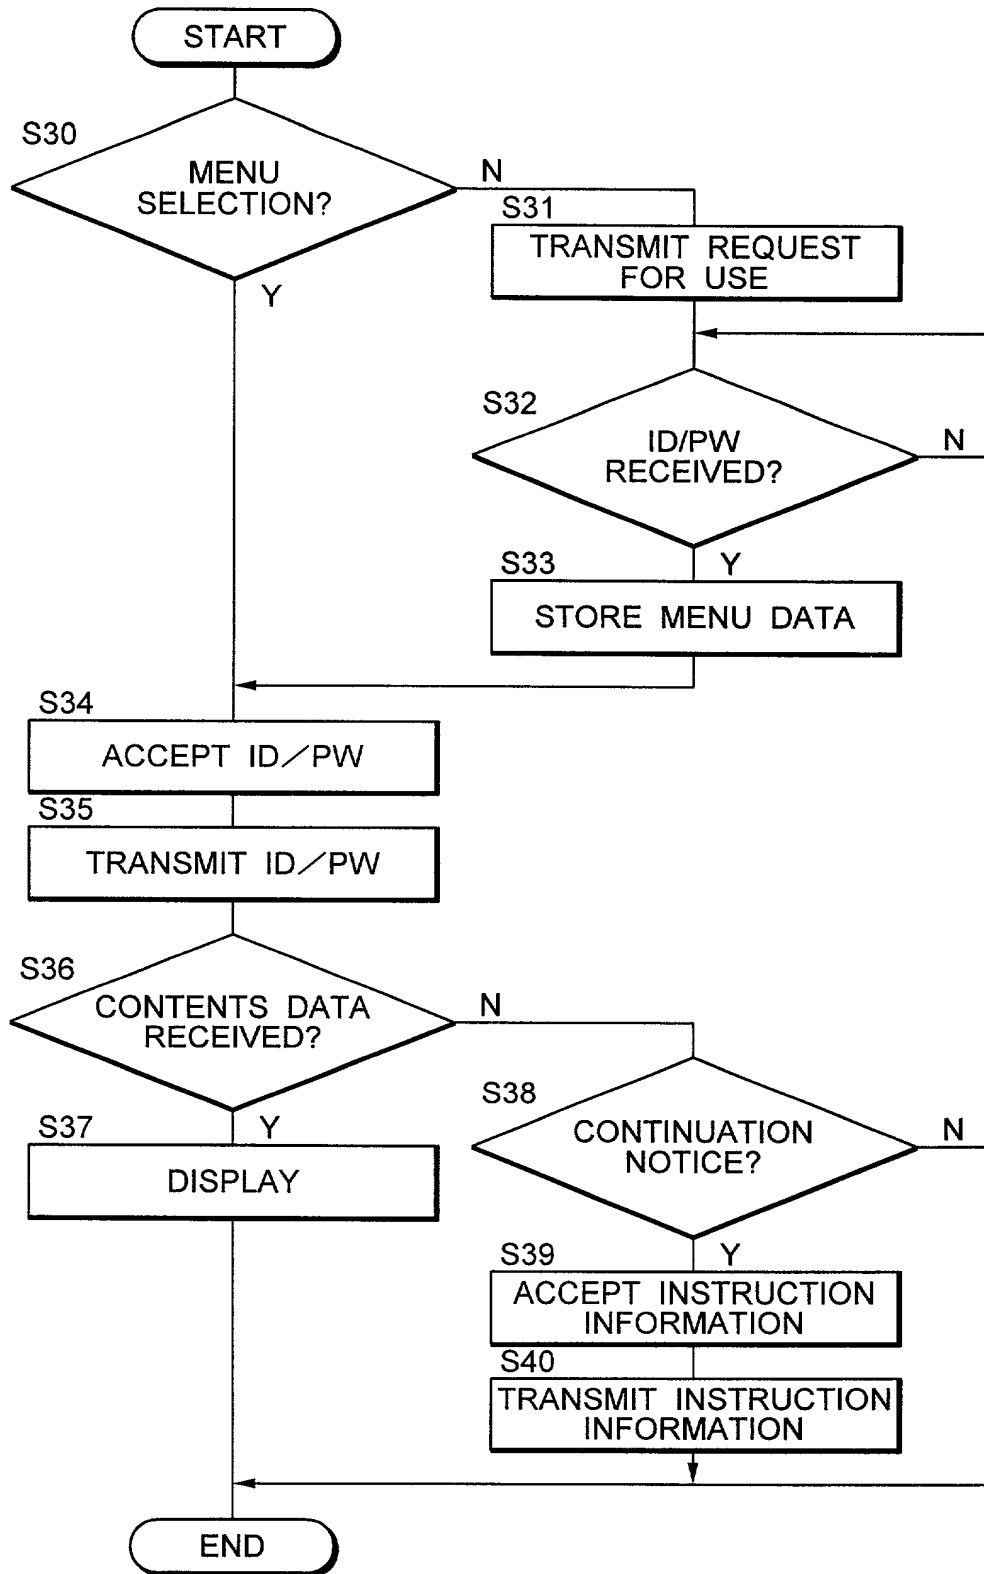 START
S30
MENU
SELECTION?
N
Y
S31
TRANSMIT REQUEST
FOR USE
S32
ID/PW
RECEIVED?
N
Y
S33
STORE MENU DATA
S34
ACCEPT ID／PW
S35
TRANSMIT ID／PW
S36
CONTENTS DATA
RECEIVED?
N
Y
S37
DISPLAY
S38
CONTINUATION
NOTICE?
N
Y
S39
ACCEPT INSTRUCTION
INFORMATION
S40
TRANSMIT INSTRUCTION
INFORMATION
END